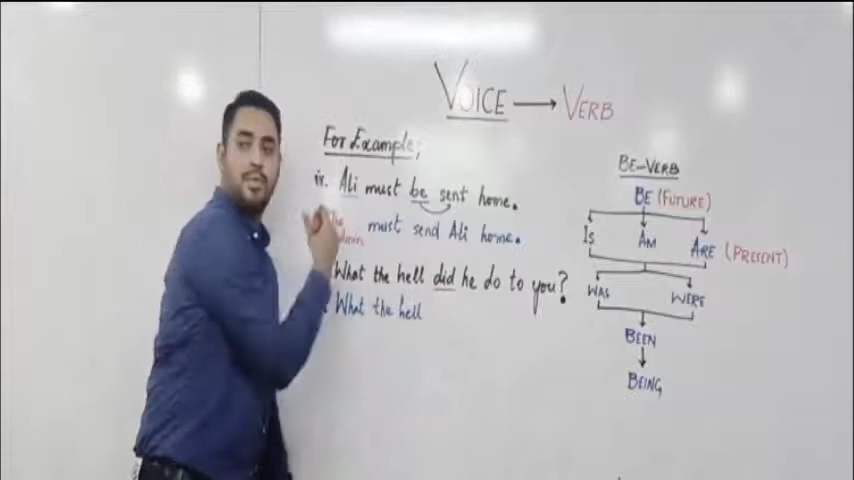 VOICE → VERB
For Example;
iv. Ali must be sent home.
The must send Ali home.
What the hell did he do to you?
What the hell
BE-VERB
BE (FUTURE)
IS AM ARE (PRESENT)
WAS WERE
BEEN
BEING